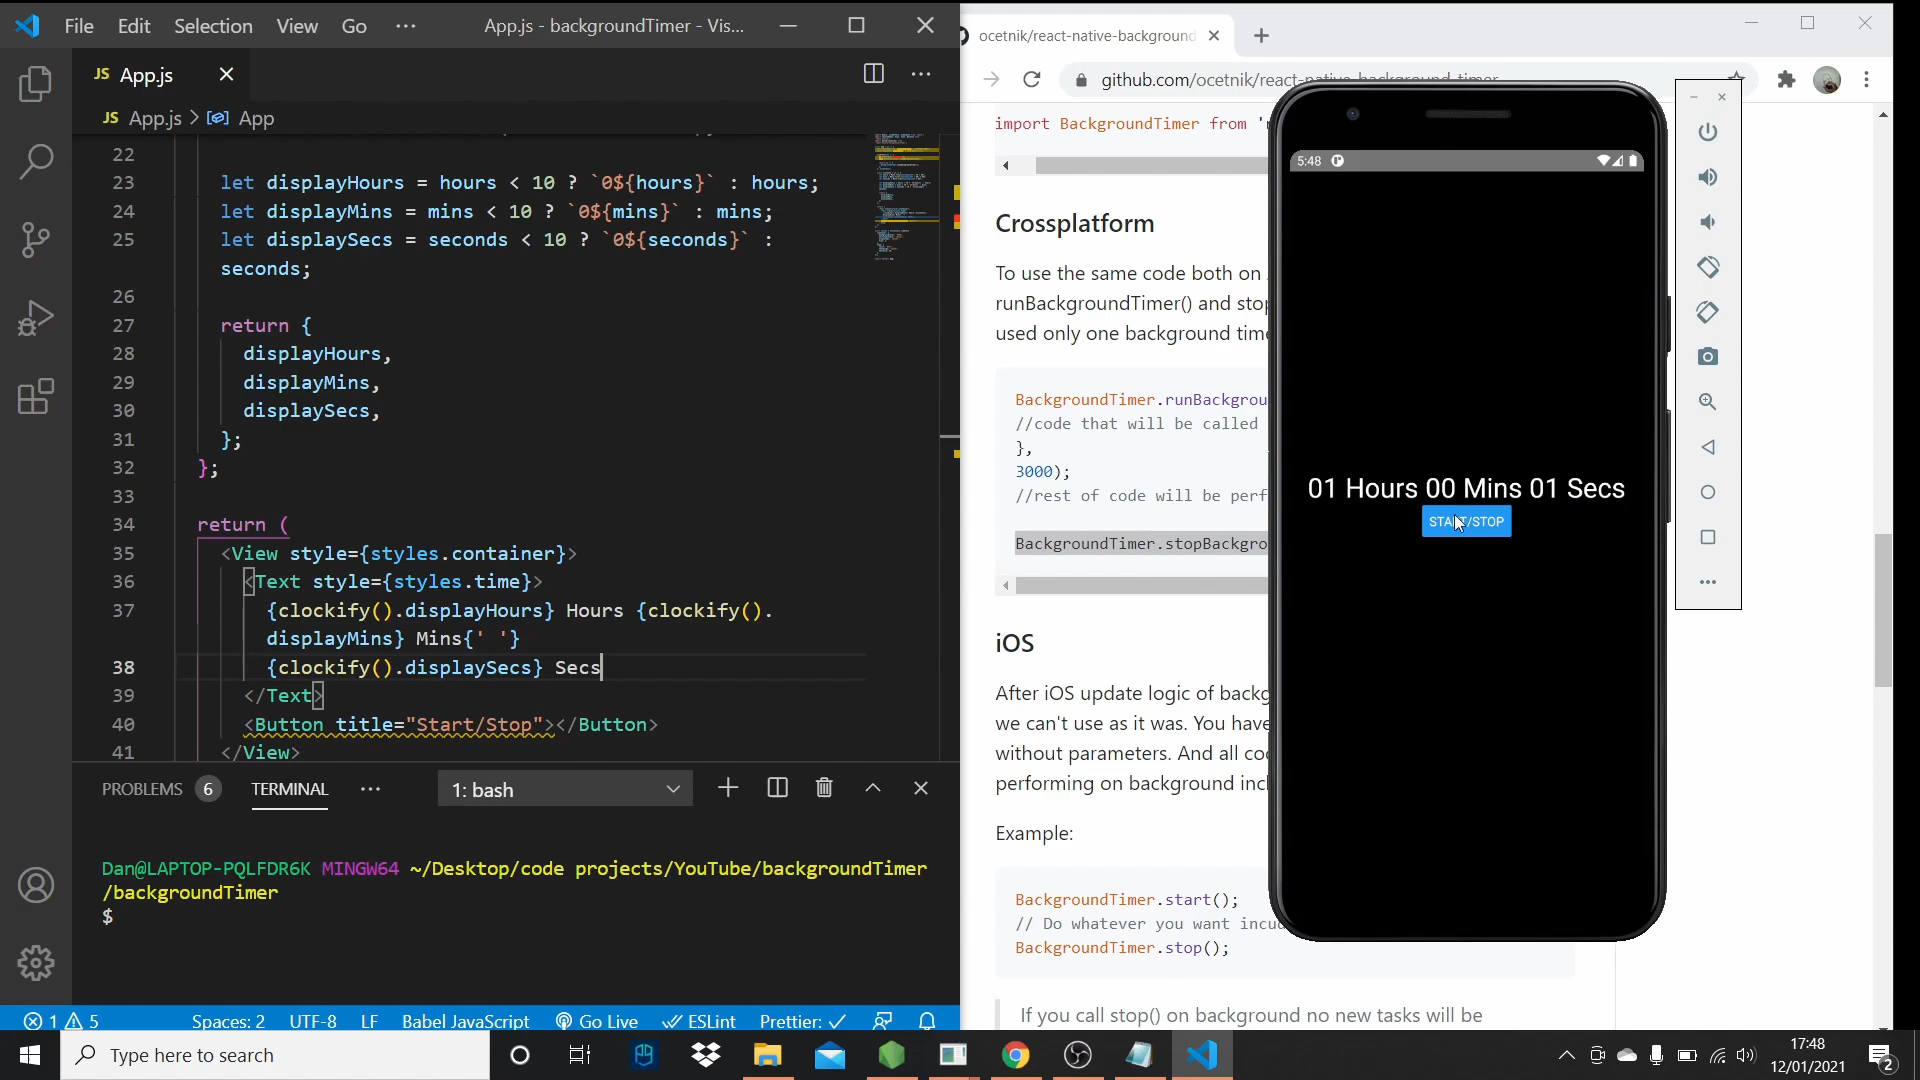 File Edit Selection View Go ··· App.js - backgroundTimer - Vis...
JS App.js
JS App.js > App
22
23 let displayHours = hours < 10 ? `0${hours}` : hours;
24 let displayMins = mins < 10 ? `0${mins}` : mins;
25 let displaySecs = seconds < 10 ? `0${seconds}` :
seconds;
26
27 return {
28 displayHours,
29 displayMins,
30 displaySecs,
31 };
32 };
33
34 return (
35 <View style={styles.container}>
36 <Text style={styles.time}>
37 {clockify().displayHours} Hours {clockify().
displayMins} Mins{' '}
38 {clockify().displaySecs} Secs
39 </Text>
40 <Button title="Start/Stop"></Button>
41 </View>
PROBLEMS 6 TERMINAL ··· 1: bash
Dan@LAPTOP-PQLFDR6K MINGW64 ~/Desktop/code projects/YouTube/backgroundTimer
/backgroundTimer
$
1 5 Spaces: 2 UTF-8 LF Babel JavaScript Go Live ESLint Prettier:
ocetnik/react-native-background
github.com/ocetnik/react-native-background-timer
import BackgroundTimer from '
Crossplatform
To use the same code both on
runBackgroundTimer() and
used only one background
BackgroundTimer.
//code that will be called
},
3000);
//rest of code will be
BackgroundTimer.
iOS
After iOS update logic of
we can't use as it was. You have
without parameters. And all
performing on background
Example:
BackgroundTimer.start();
// Do whatever you want
BackgroundTimer.stop();
If you call stop() on background no new tasks will be
5:48
01 Hours 00 Mins 01 Secs
START/STOP
Type here to search
17:48
12/01/2021
2